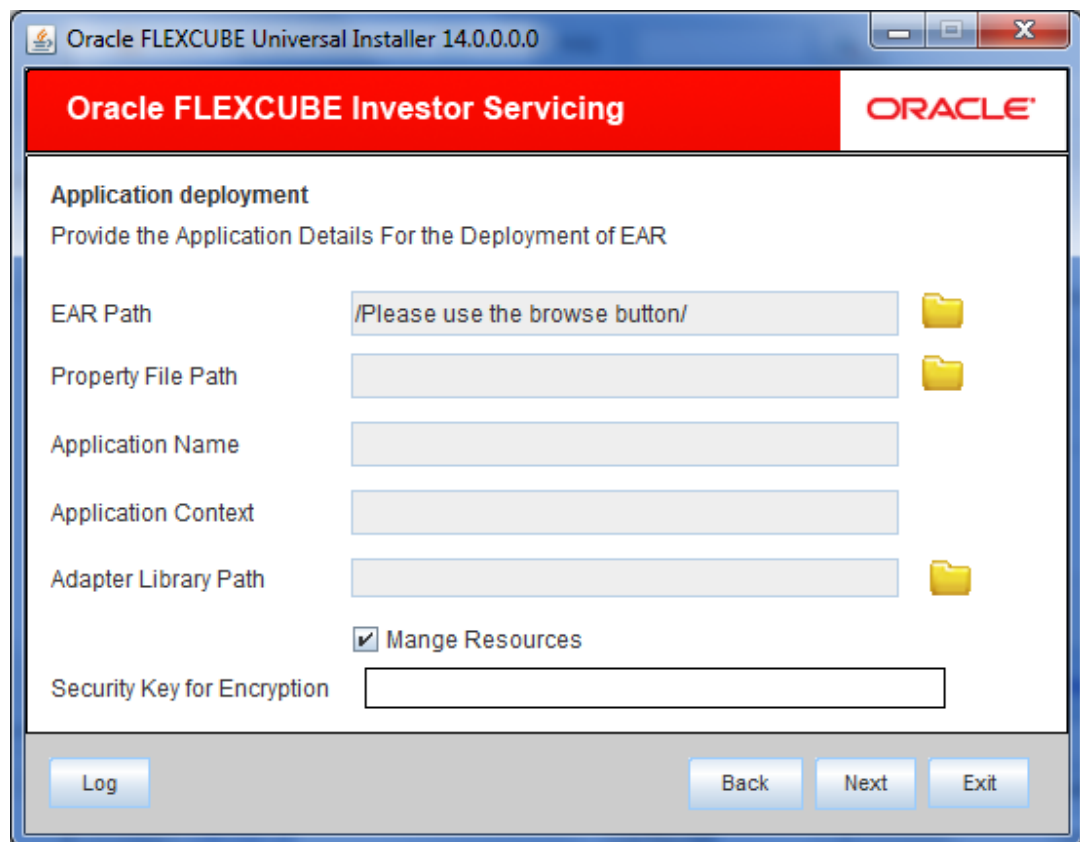 Oracle FLEXCUBE Universal Installer 14.0.0.0.0
Oracle FLEXCUBE Investor Servicing
ORACLE
Application deployment
Provide the Application Details For the Deployment of EAR
EAR Path /Please use the browse button/
Property File Path
Application Name
Application Context
Adapter Library Path
Mange Resources
Security Key for Encryption
Log Back Next Exit